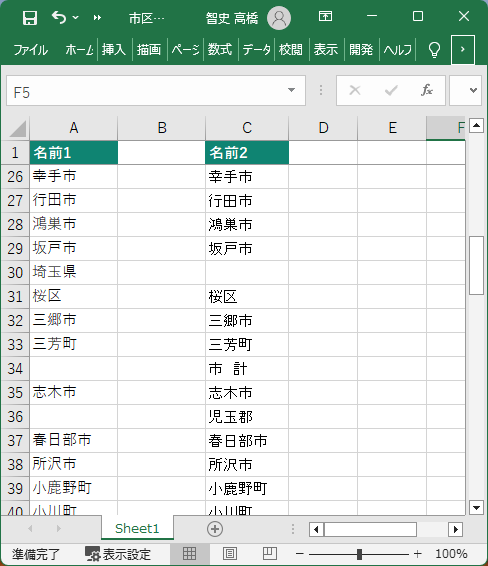 市区… 智史 高橋
ファイル ホーム 挿入 描画 ページ 数式 データ 校閲 表示 開発 ヘルプ
F5 fx
A B C D E F
1 名前1 名前2
26 幸手市 幸手市
27 行田市 行田市
28 鴻巣市 鴻巣市
29 坂戸市 坂戸市
30 埼玉県
31 桜区 桜区
32 三郷市 三郷市
33 三芳町 三芳町
34 市 計
35 志木市 志木市
36 児玉郡
37 春日部市 春日部市
38 所沢市 所沢市
39 小鹿野町 小鹿野町
40 小川町 小川町
Sheet1
準備完了 表示設定 100%